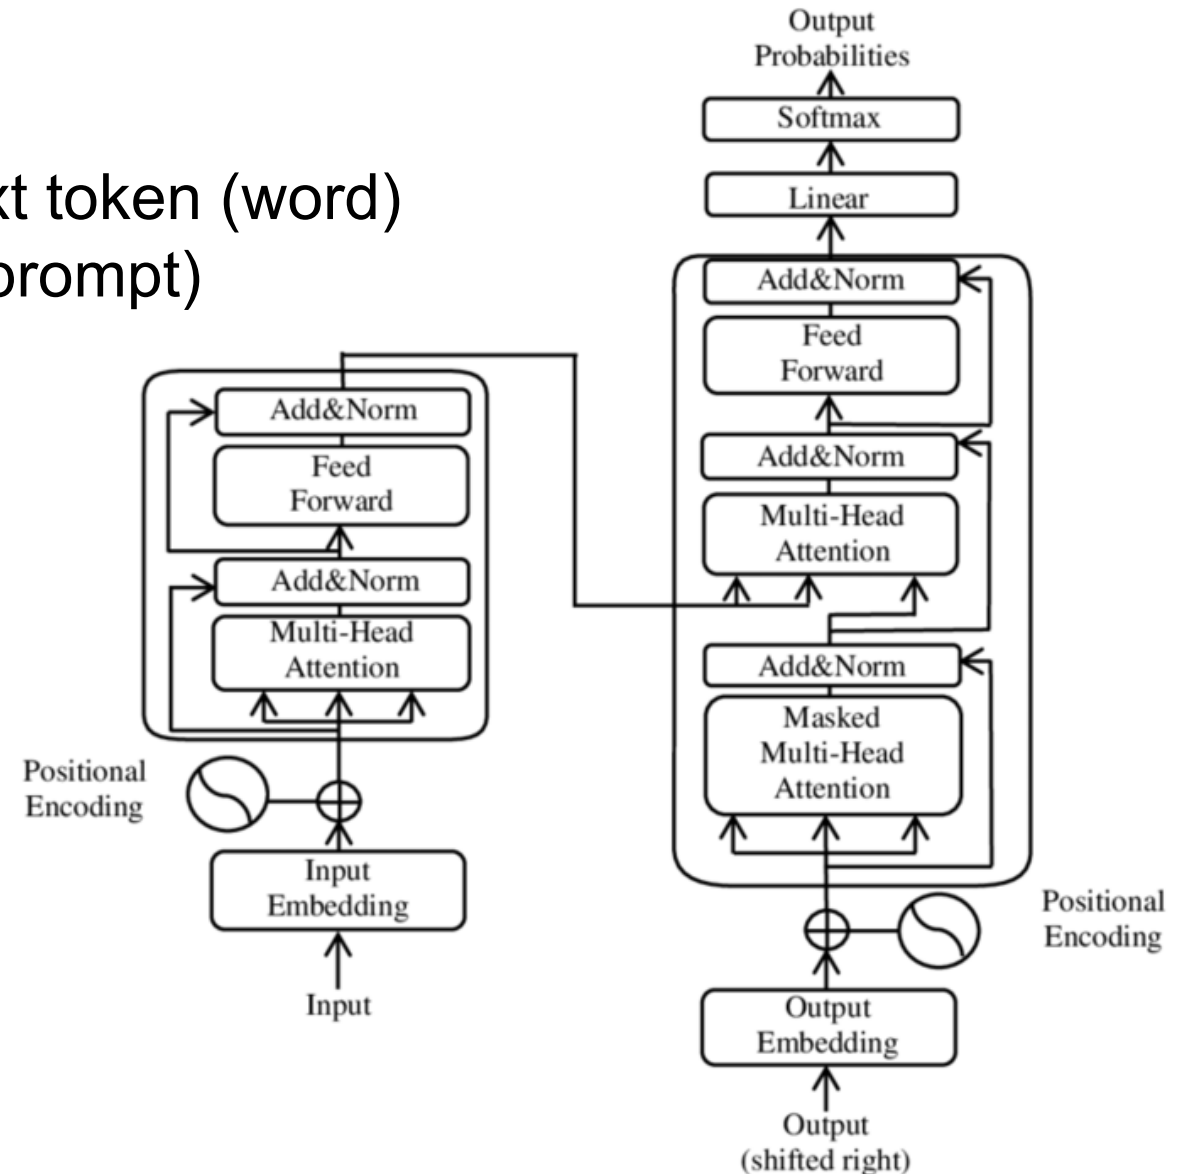 xt token (word)
prompt)
Add&Norm
Feed
Forward
Add&Norm
Multi-Head
Attention
Positional
Encoding
Input
Embedding
Input
Output
Probabilities
Softmax
Linear
Add&Norm
Feed
Forward
Add&Norm
Multi-Head
Attention
Add&Norm
Masked
Multi-Head
Attention
Positional
Encoding
Output
Embedding
Output
(shifted right)